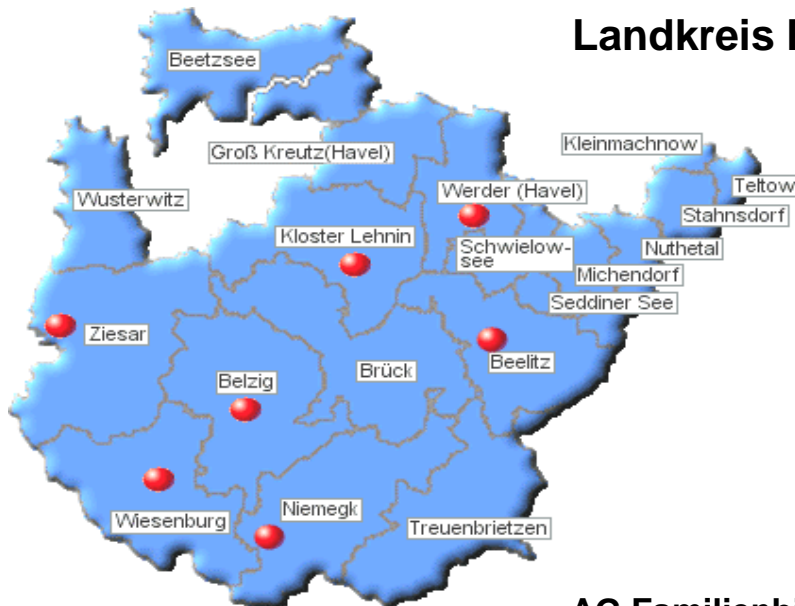 Landkreis
Beetzsee
Groß Kreutz(Havel)
Kleinmachnow
Teltow
Wusterwitz
Werder (Havel)
Stahnsdorf
Kloster Lehnin
Schwielow-
see
Nuthetal
Michendorf
Seddiner See
Ziesar
Beelitz
Brück
Belzig
Wiesenburg
Niemegk
Treuenbrietzen